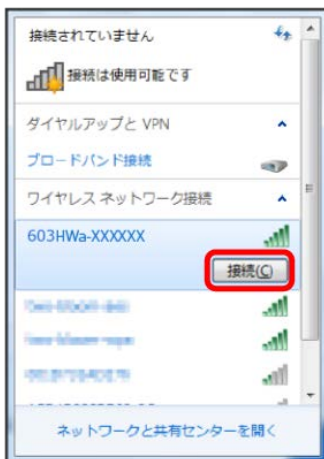 接続されていません
接続は使用可能です
ダイヤルアップと VPN
ブロードバンド接続
ワイヤレス ネットワーク接続
603HWa-XXXXXX
接続(C)
ネットワークと共有センターを開く